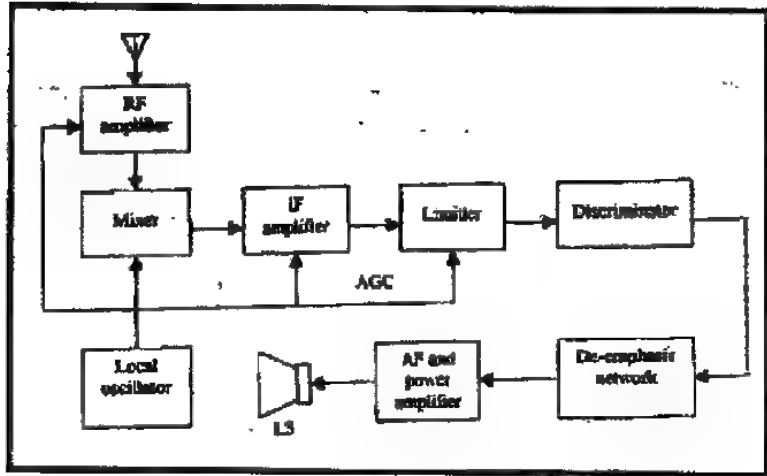 RF
amplifier
Mixer
IF
amplifier
Limiter
Discriminator
AGC
Local
oscillator
LS
AF and
power
amplifier
De-emphasis
network